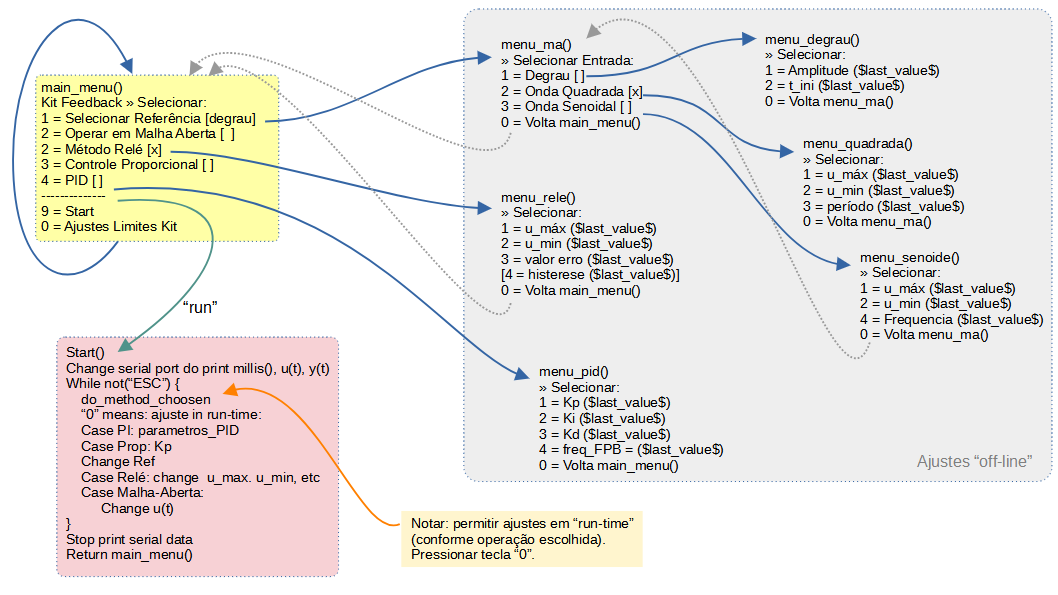 main_menu()
Kit Feedback » Selecionar:
1 = Selecionar Referência [degrau]
2 = Operar em Malha Aberta [  ]
2 = Método Relé [x]
3 = Controle Proporcional [ ]
4 = PID [ ]
--------------
9 = Start
0 = Ajustes Limites Kit
“run”
Start()
Change serial port do print millis(), u(t), y(t)
While not(“ESC”) {
do_method_choosen
“0” means: ajuste in run-time:
Case PI: parametros_PID
Case Prop: Kp
Change Ref
Case Relé: change  u_max. u_min, etc
Case Malha-Aberta:
Change u(t)
}
Stop print serial data
Return main_menu()
menu_ma()
» Selecionar Entrada:
1 = Degrau [ ]
2 = Onda Quadrada [x]
3 = Onda Senoidal [ ]
0 = Volta main_menu()
menu_rele()
» Selecionar:
1 = u_máx ($last_value$)
2 = u_min ($last_value$)
3 = valor erro ($last_value$)
[4 = histerese ($last_value$)]
0 = Volta main_menu()
menu_pid()
» Selecionar:
1 = Kp ($last_value$)
2 = Ki ($last_value$)
3 = Kd ($last_value$)
4 = freq_FPB = ($last_value$)
0 = Volta main_menu()
menu_degrau()
» Selecionar:
1 = Amplitude ($last_value$)
2 = t_ini ($last_value$)
0 = Volta menu_ma()
menu_quadrada()
» Selecionar:
1 = u_máx ($last_value$)
2 = u_min ($last_value$)
3 = período ($last_value$)
0 = Volta menu_ma()
menu_senoide()
» Selecionar:
1 = u_máx ($last_value$)
2 = u_min ($last_value$)
4 = Frequencia ($last_value$)
0 = Volta menu_ma()
Ajustes “off-line”
Notar: permitir ajustes em “run-time”
(conforme operação escolhida).
Pressionar tecla “0”.